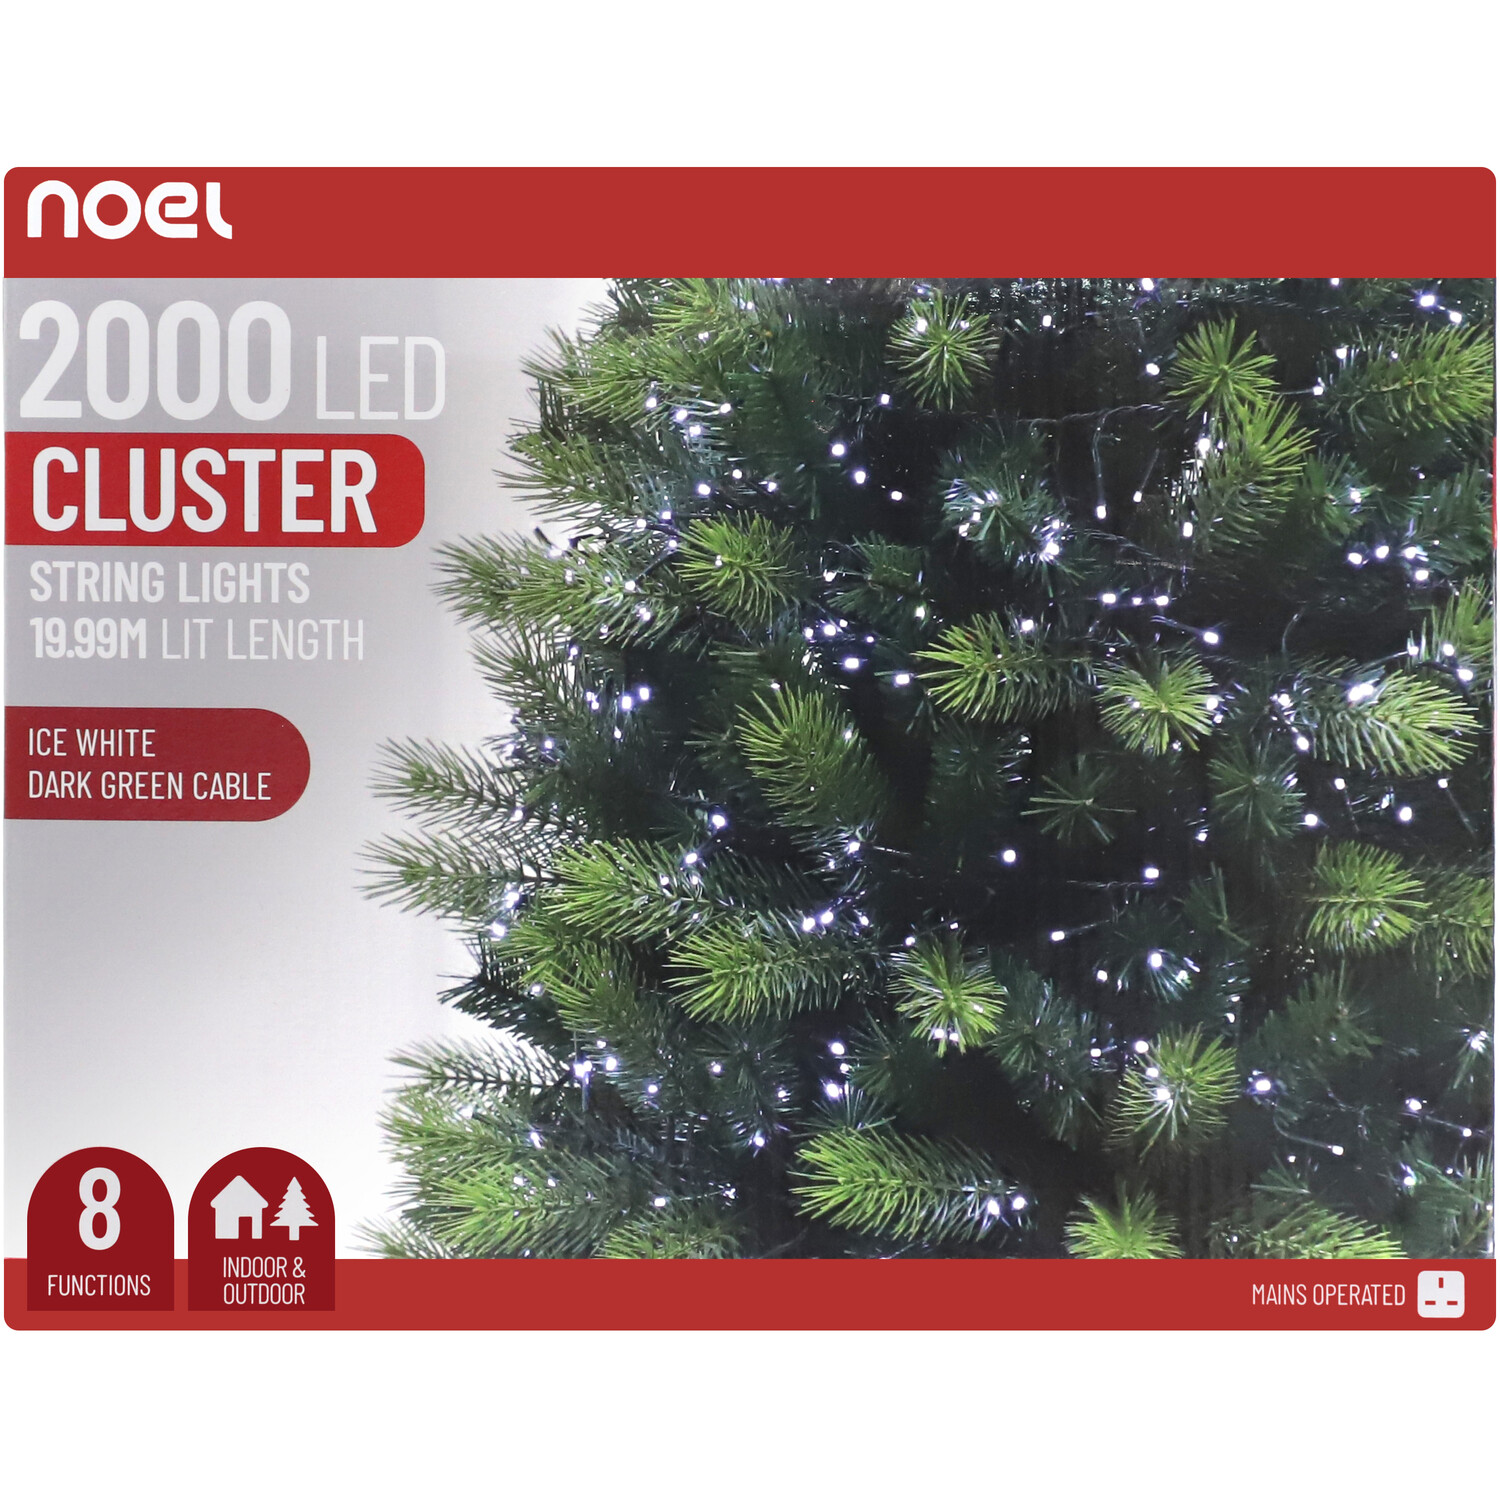 noel
2000 LED
CLUSTER
STRING LIGHTS
19.99M LIT LENGTH
ICE WHITE
DARK GREEN CABLE
8
FUNCTIONS
INDOOR &
OUTDOOR
MAINS OPERATED